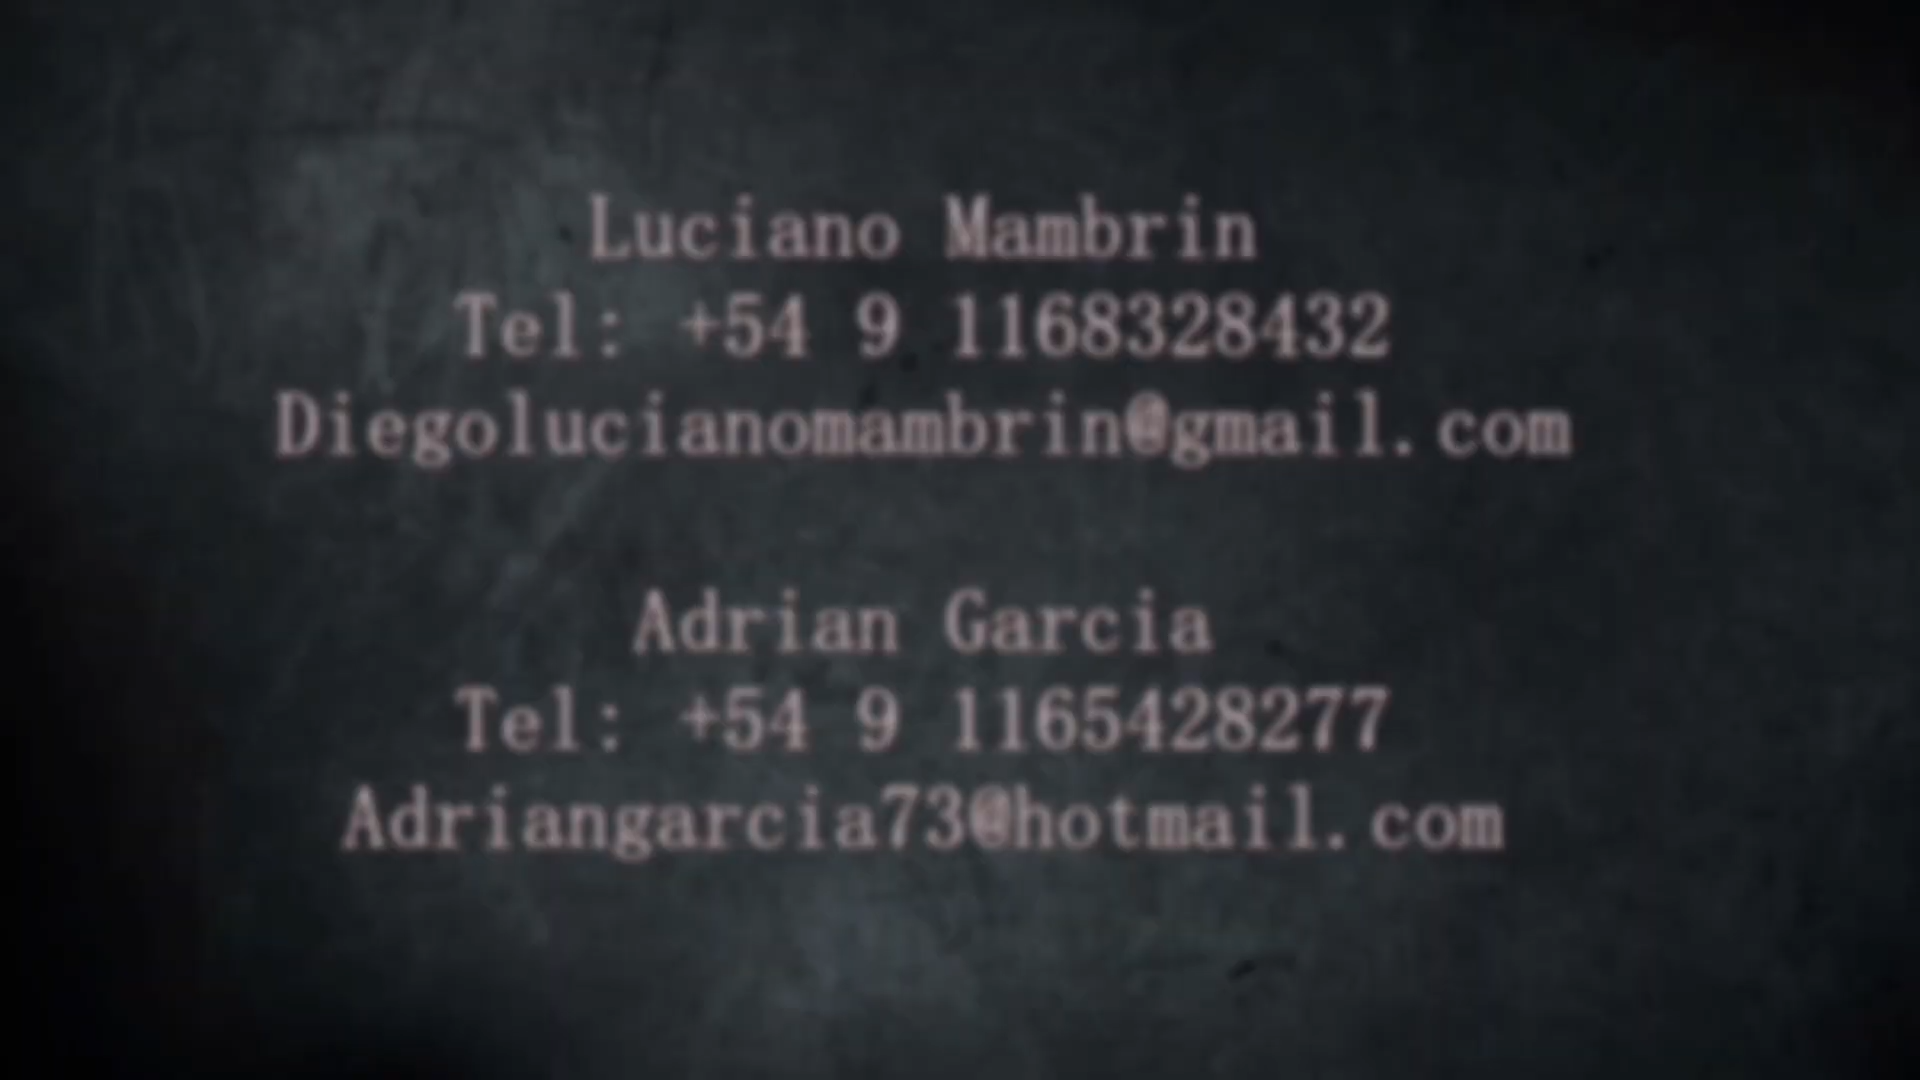 Luciano Mambrin
Tel: +54 9 1168328432
Diegolucianomambrin@gmail.com
Adrian Garcia
Tel: +54 9 1165428277
Adriangarcia73@hotmail.com